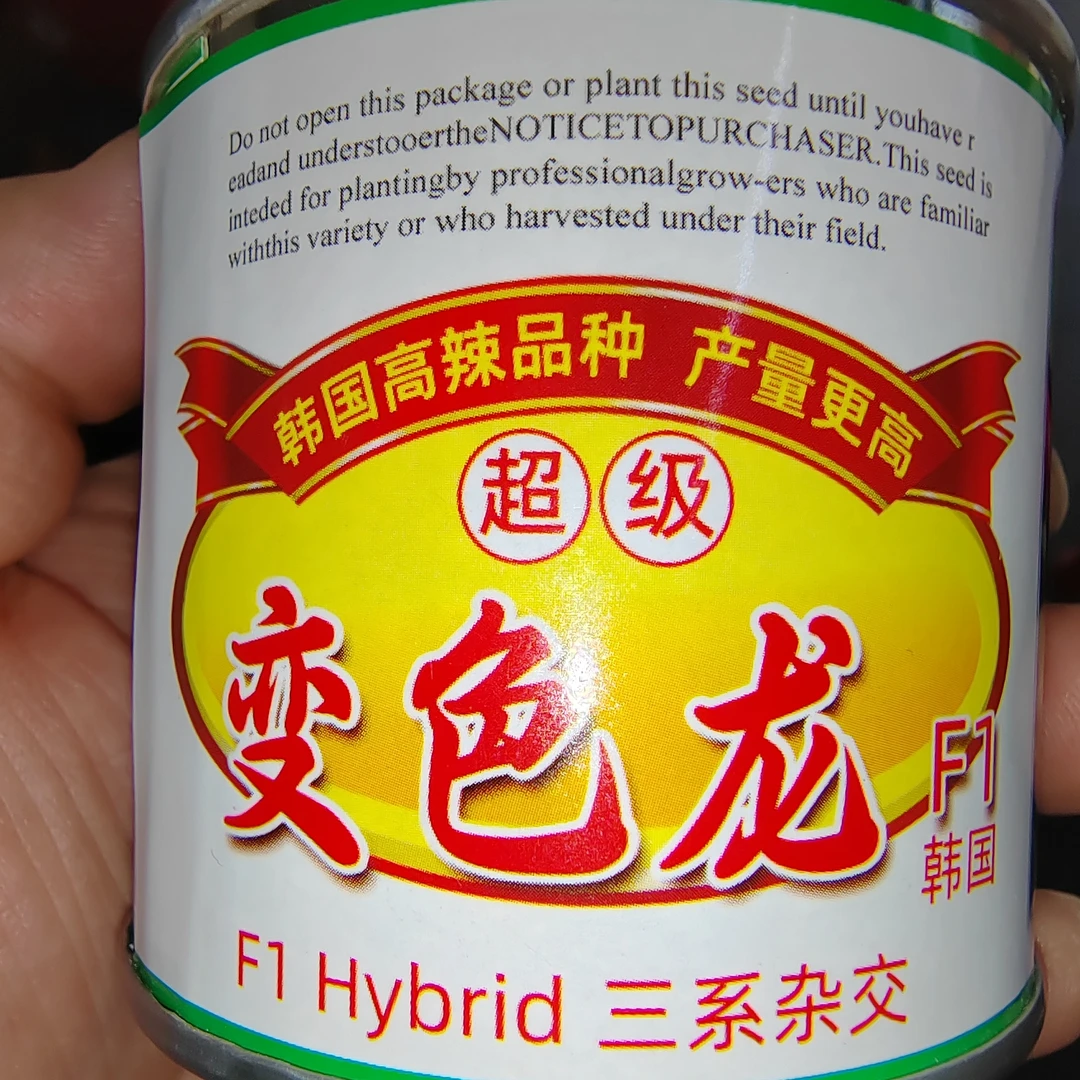 Do not open this package or plant this seed until youhave r
eadand understooertheNOTICETOPURCHASER.This seed is
inteded for plantingby professionalgrow-ers who are familiar
withthis variety or who harvested under their field.
韩国高辣品种 产量更高
超级
变色龙
F1
韩国
F1 Hybrid 三系杂交